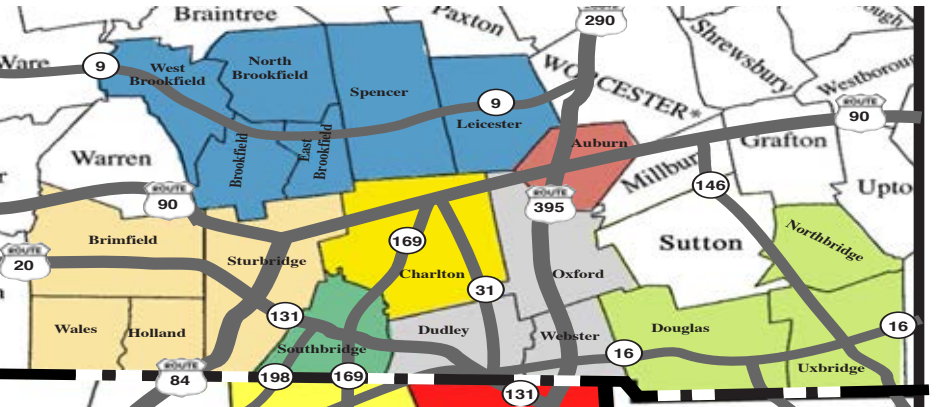 Braintree
Paxton
ROUTE
290
Shrewsbury
Ware
9
West
Brookfield
North
Brookfield
Spencer
9
Leicester
WORCESTER*
ROUTE
90
Auburn
Grafton
Warren
Brookfield
East
Brookfield
Millbury
146
Upto
ROUTE
90
ROUTE
395
Brimfield
ROUTE
20
Sturbridge
169
Charlton
31
Oxford
Sutton
Northbridge
Wales
Holland
131
Southbridge
Dudley
Webster
Douglas
16
16
Uxbridge
ROUTE
84
198
169
131